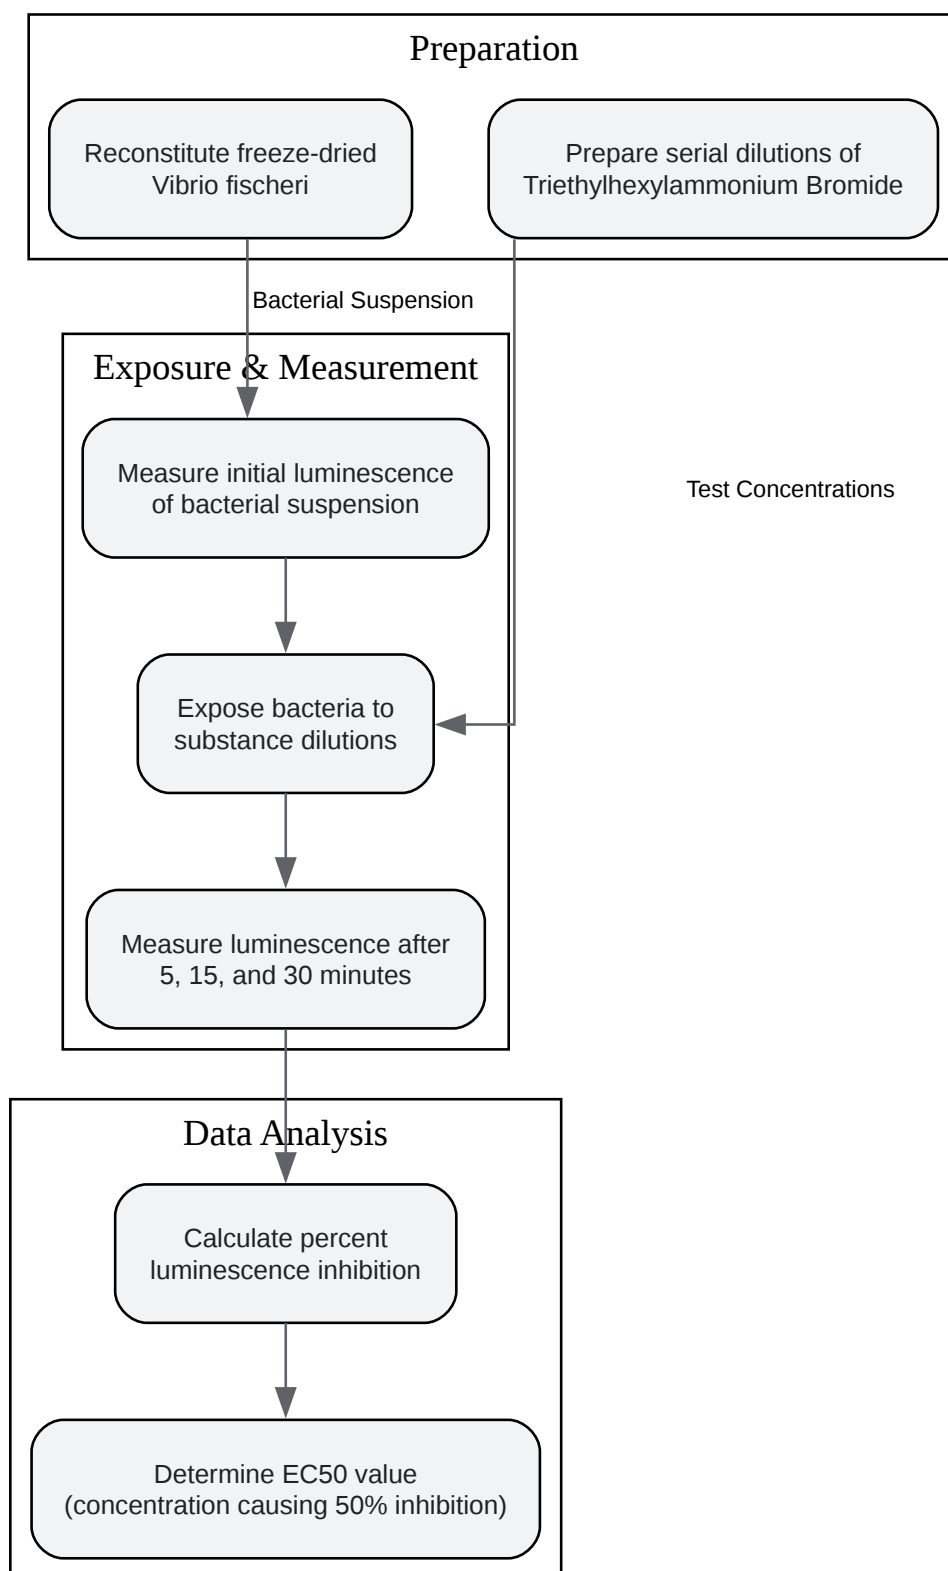 Preparation
Reconstitute freeze-dried
Vibrio fischeri
Prepare serial dilutions of
Triethylhexylammonium Bromide
Bacterial Suspension
Exposure & Measurement
Measure initial luminescence
of bacterial suspension
Test Concentrations
Expose bacteria to
substance dilutions
Measure luminescence after
5, 15, and 30 minutes
Data Analysis
Calculate percent
luminescence inhibition
Determine EC50 value
(concentration causing 50% inhibition)